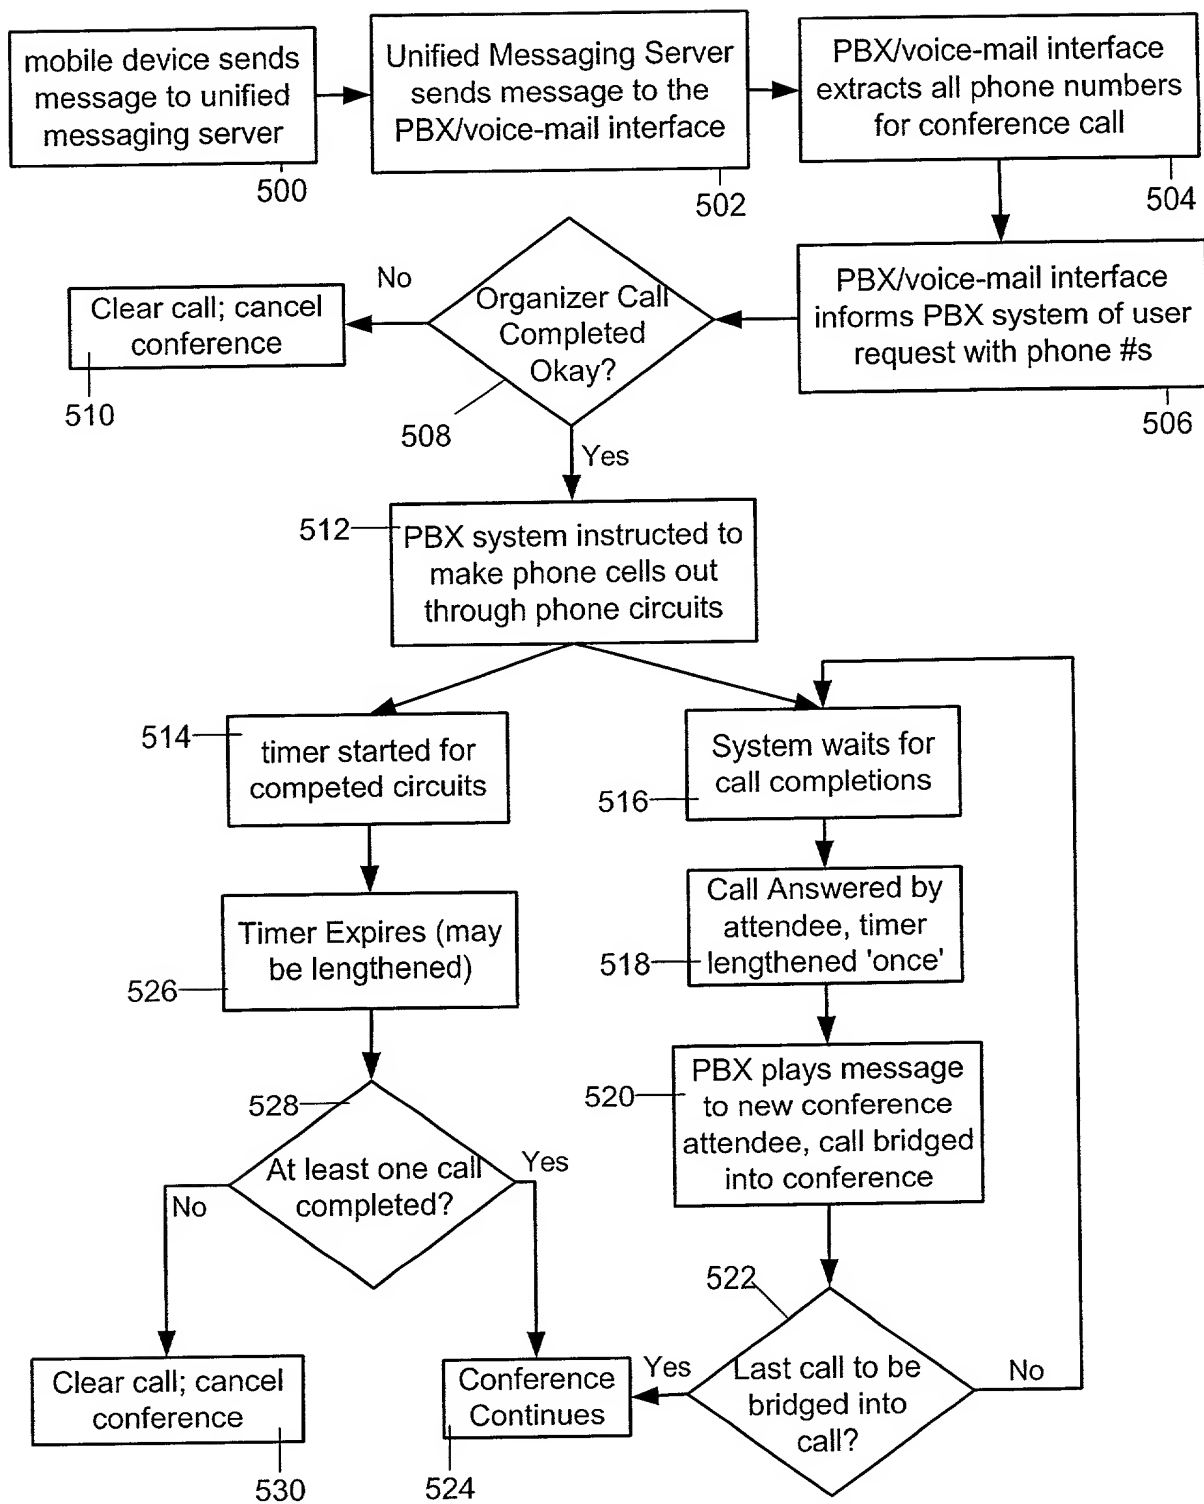 mobile device sends
message to unified
messaging server
500
Unified Messaging Server
sends message to the
PBX/voice-mail interface
502
PBX/voice-mail interface
extracts all phone numbers
for conference call
504
PBX/voice-mail interface
informs PBX system of user
request with phone #s
506
Organizer Call
Completed
Okay?
508
No
Clear call; cancel
conference
510
Yes
512
PBX system instructed to
make phone cells out
through phone circuits
514
timer started for
competed circuits
516
System waits for
call completions
Timer Expires (may
be lengthened)
526
Call Answered by
attendee, timer
lengthened 'once'
518
520
PBX plays message
to new conference
attendee, call bridged
into conference
528
At least one call
completed?
No
Yes
522
Last call to be
bridged into
call?
Yes
No
Clear call; cancel
conference
530
Conference
Continues
524